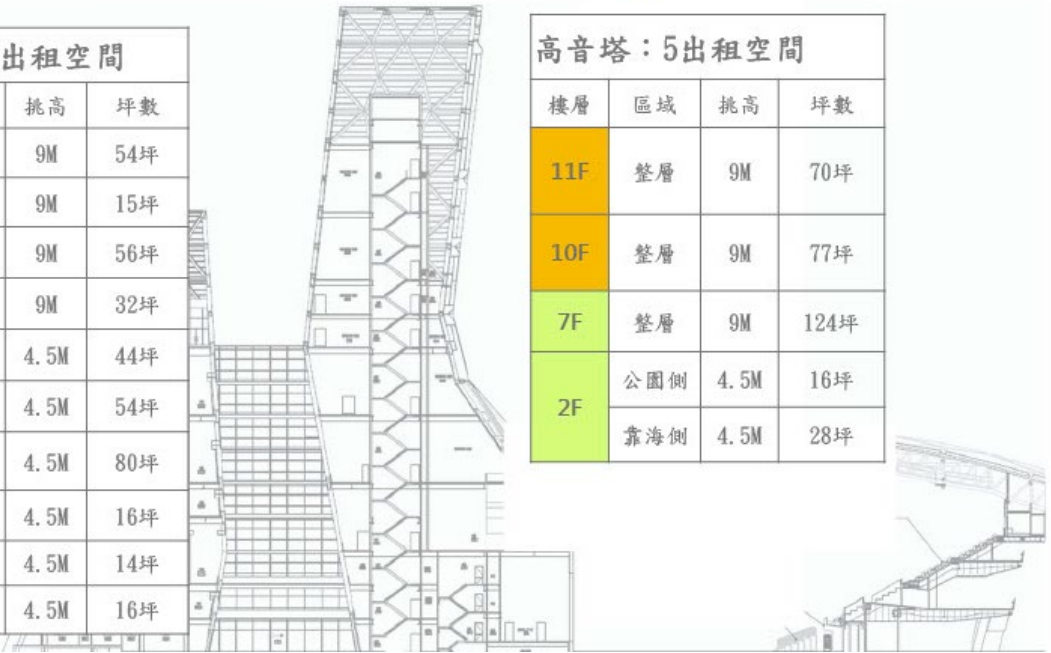 出租空間
挑高 坪數
9M 54坪
9M 15坪
9M 56坪
9M 32坪
4.5M 44坪
4.5M 54坪
4.5M 80坪
4.5M 16坪
4.5M 14坪
4.5M 16坪
高音塔：5出租空間
樓層 區域 挑高 坪數
11F 整層 9M 70坪
10F 整層 9M 77坪
7F 整層 9M 124坪
2F 公園側 4.5M 16坪
靠海側 4.5M 28坪